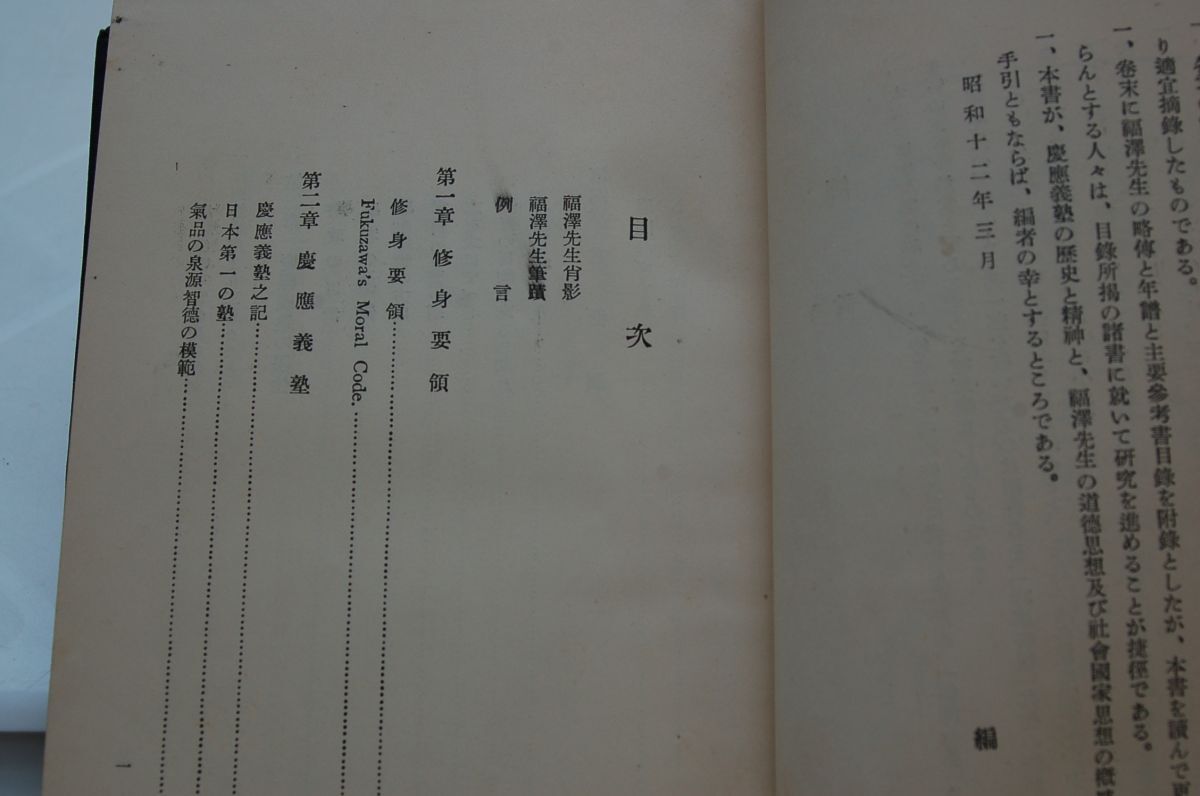 り適宜摘錄したものである。
一、卷末に福澤先生の略傳と年譜と主要參考書目錄を附錄としたが、本書を讀んで更
らんとする人々は、目錄所揭の諸書に就いて研究を進めることが捷徑である。
一、本書が、慶應義塾の歷史と精神と、福澤先生の道德思想及び社會國家思想の概
手引ともならば、編者の幸とするところである。
昭和十二年三月
編
目次
福澤先生肖影
福澤先生筆蹟
例言
第一章 修身要領
修身要領
Fukuzawa's Moral Code.
第二章 慶應義塾
慶應義塾之記
日本第一の塾
氣品の泉源智德の模範
一